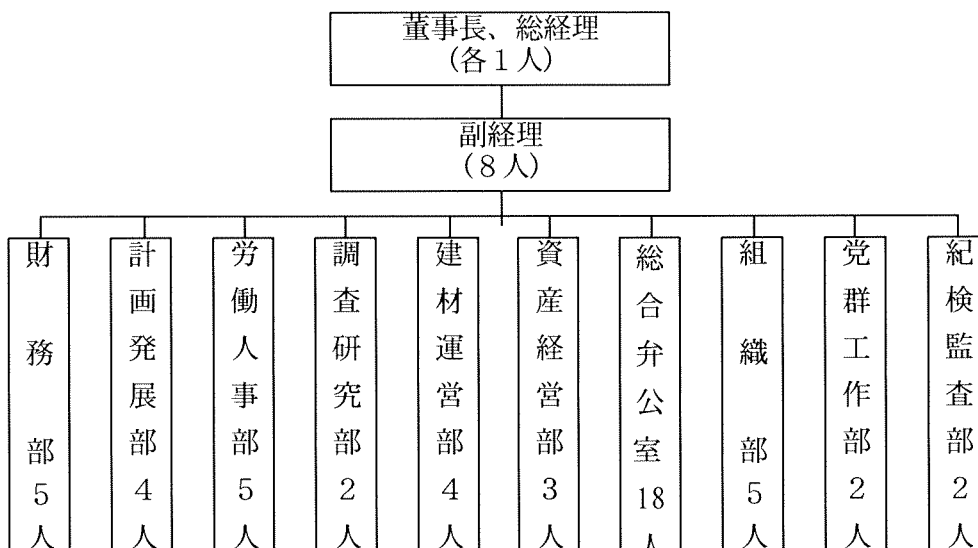 董事長、総経理
(各1人)
副経理
(8人)
財務部5人
計画発展部4人
労働人事部5人
調査研究部2人
建材運営部4人
資産経営部3人
総合弁公室18人
組織部5人
党群工作部2人
紀検監査部2人